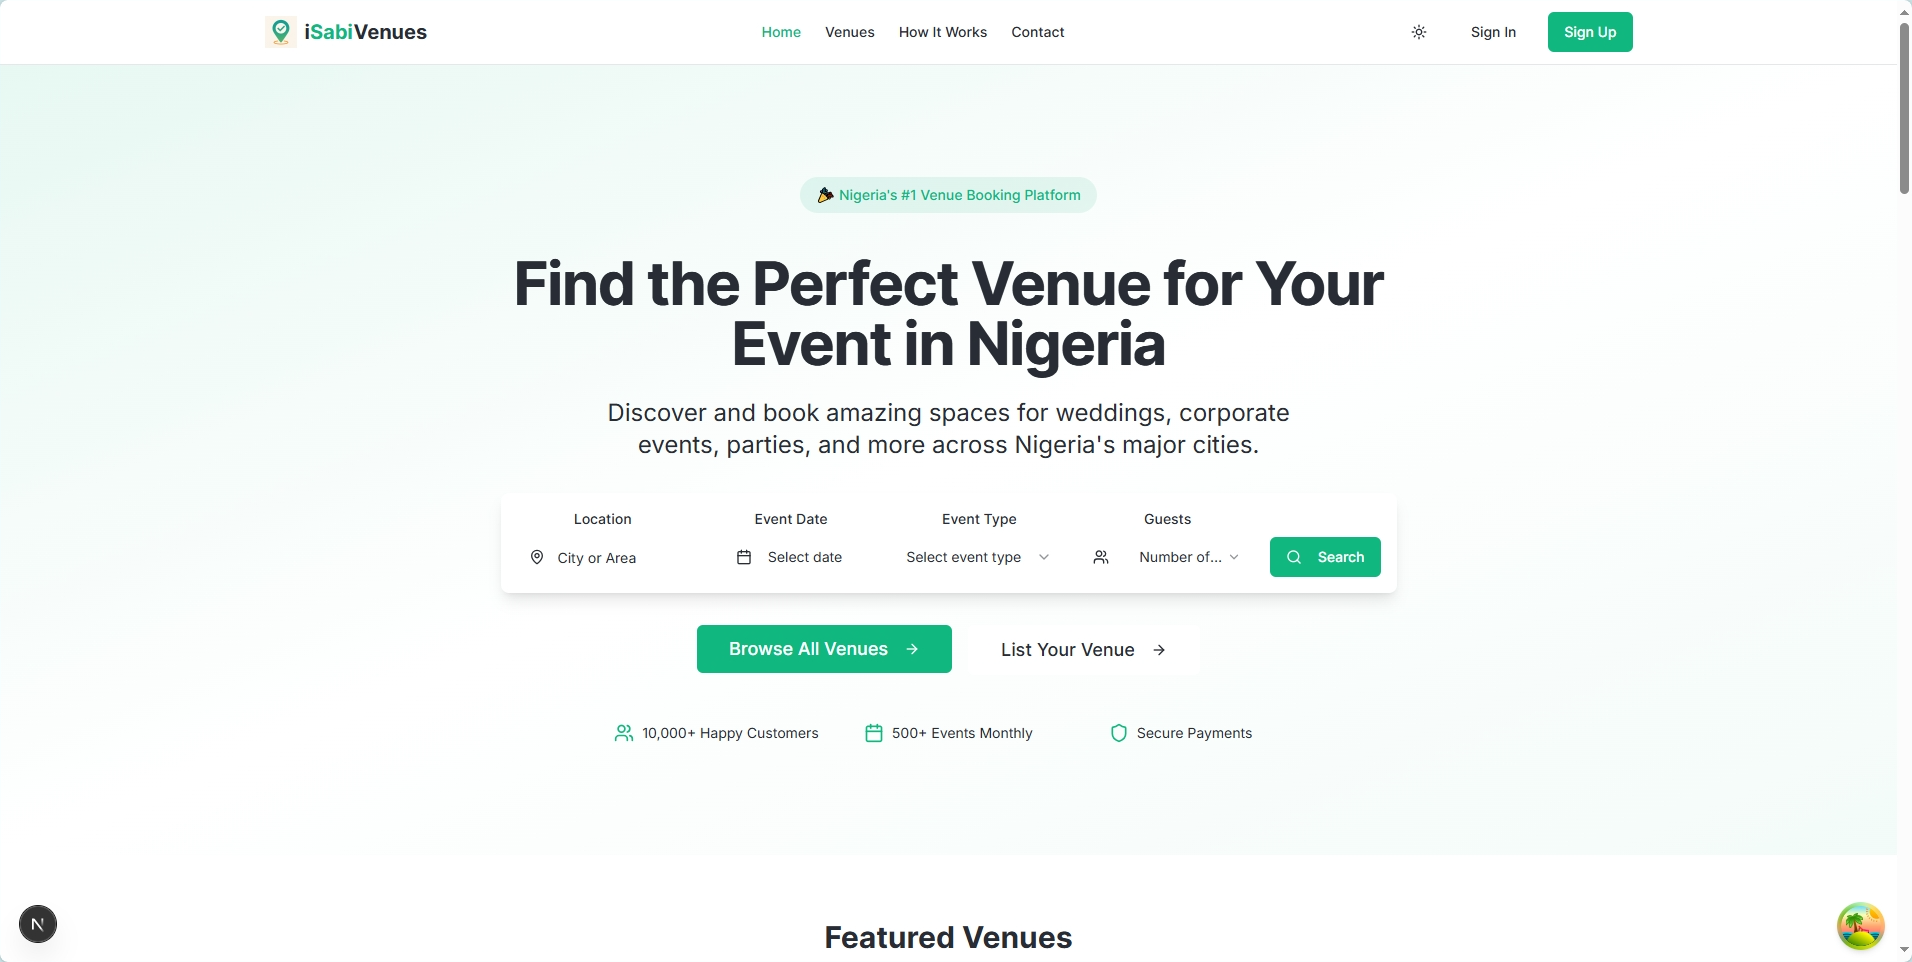 iSabiVenues
Home Venues How It Works Contact
Sign In Sign Up
Nigeria's #1 Venue Booking Platform
Find the Perfect Venue for Your
Event in Nigeria
Discover and book amazing spaces for weddings, corporate
events, parties, and more across Nigeria's major cities.
Location Event Date Event Type Guests
City or Area Select date Select event type Number of... Search
Browse All Venues List Your Venue
10,000+ Happy Customers 500+ Events Monthly Secure Payments
N
Featured Venues